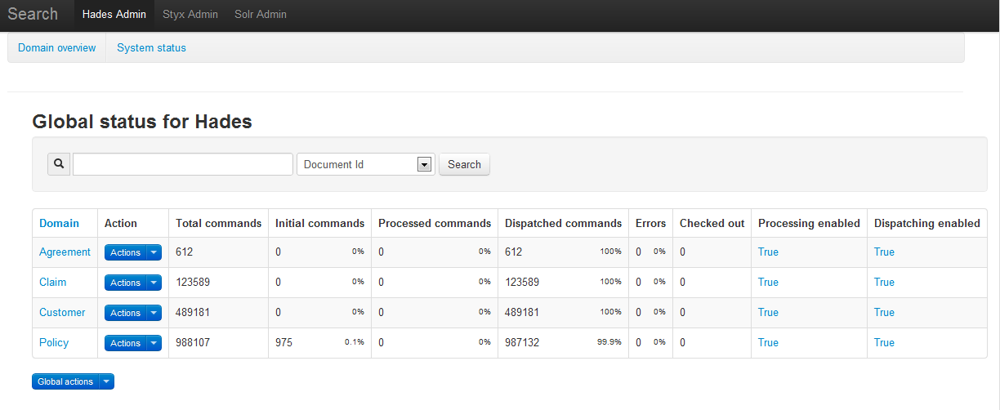 Search Hades Admin Styx Admin Solr Admin
Domain overview System status
Global status for Hades
Document Id Search
Domain Action Total commands Initial commands Processed commands Dispatched commands Errors Checked out Processing enabled Dispatching enabled
Agreement Actions 612 0 0% 0 0% 612 100% 0 0% 0 True True
Claim Actions 123589 0 0% 0 0% 123589 100% 0 0% 0 True True
Customer Actions 489181 0 0% 0 0% 489181 100% 0 0% 0 True True
Policy Actions 988107 975 0.1% 0 0% 987132 99.9% 0 0% 0 True True
Global actions